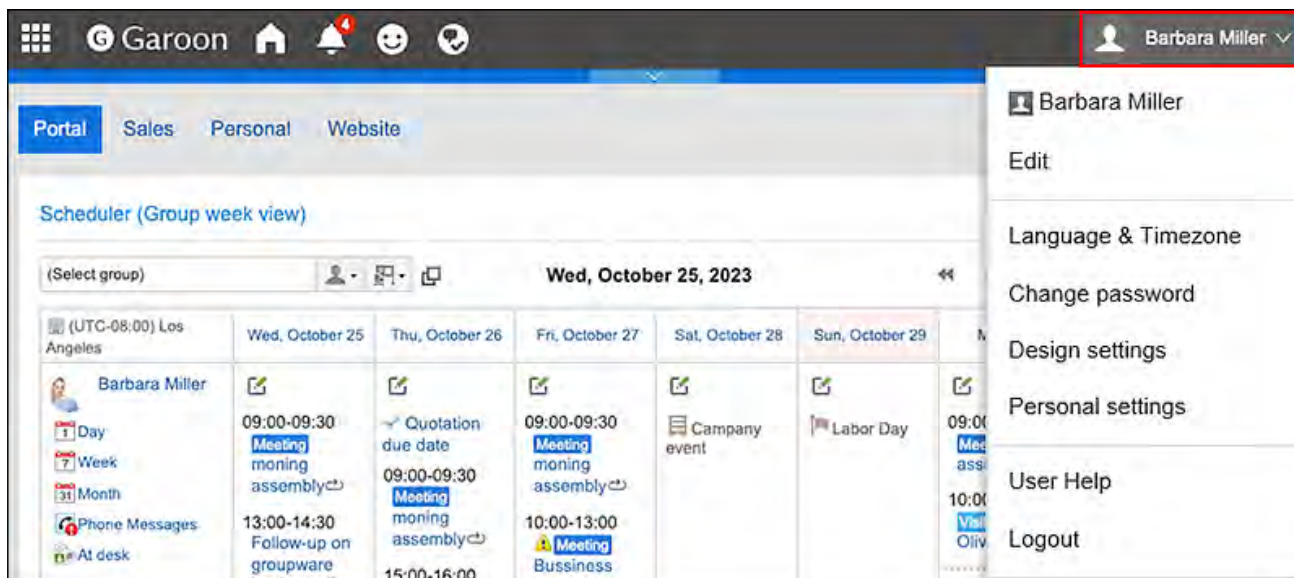 Garoon
4
Barbara Miller
Portal
Sales
Personal
Website
Scheduler (Group week view)
(Select group)
Wed, October 25, 2023
(UTC-08:00) Los
Angeles
Wed, October 25
Thu, October 26
Fri, October 27
Sat, October 28
Sun, October 29
Barbara Miller
1 Day
7 Week
31 Month
Phone Messages
At desk
09:00-09:30
Meeting
moning
assembly
13:00-14:30
Follow-up on
groupware
Quotation
due date
09:00-09:30
Meeting
moning
assembly
15:00-16:00
09:00-09:30
Meeting
moning
assembly
10:00-13:00
Meeting
Bussiness
Campany
event
Labor Day
Barbara Miller
Edit
Language & Timezone
Change password
Design settings
Personal settings
User Help
Logout